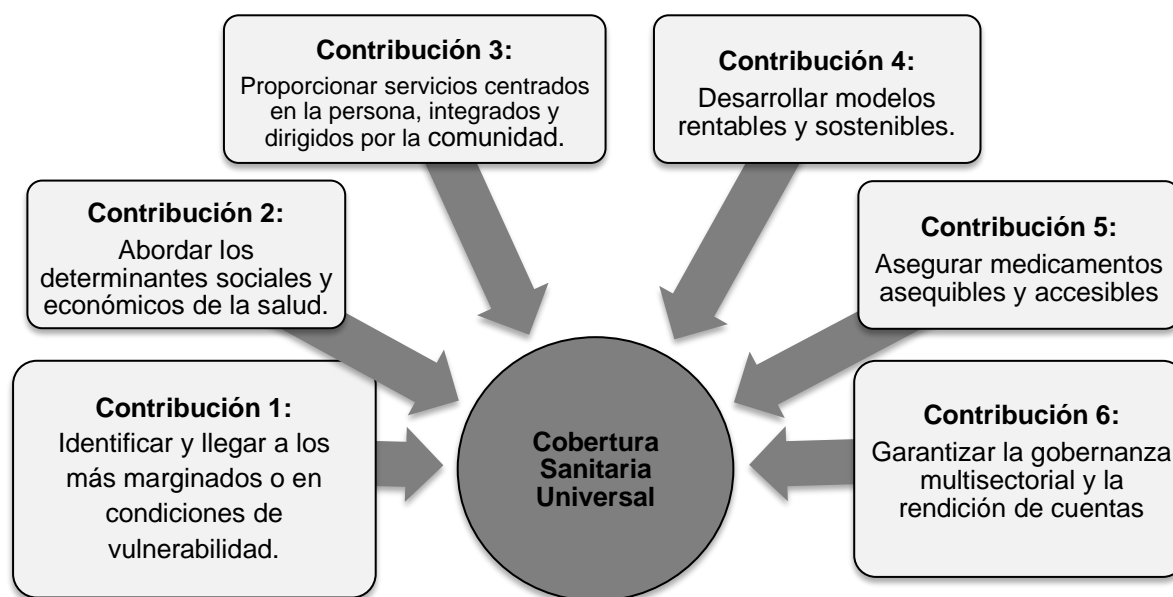 Contribución 3:
Proporcionar servicios centrados
en la persona, integrados y
dirigidos por la comunidad.
Contribución 4:
Desarrollar modelos
rentables y sostenibles.
Contribución 2:
Abordar los
determinantes sociales y
económicos de la salud.
Contribución 5:
Asegurar medicamentos
asequibles y accesibles
Contribución 1:
Identificar y llegar a los
más marginados o en
condiciones de
vulnerabilidad.
Cobertura
Sanitaria
Universal
Contribución 6:
Garantizar la gobernanza
multisectorial y la
rendición de cuentas